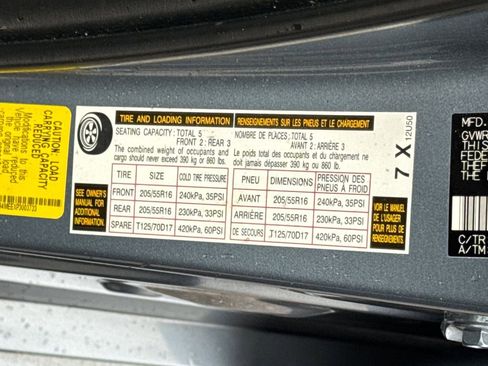 CAUTION: LOAD
CARRYING CAPACITY
REDUCED
Modifications to the
the original load
TIRE AND LOADING INFORMATION
RENSEIGNEMENTS SUR LES PNEUS ET LE CHARGEMENT
SEATING CAPACITY: TOTAL 5
FRONT 2 : REAR 3
The combined weight of occupants and
cargo should never exceed 390 kg or 860 lbs.
NOMBRE DE PLACES: TOTAL 5
AVANT 2 : ARRIÈRE 3
Le poids total des occupants et du chargement ne
doit jamais dépasser 390 kg ou 860 lb.
SEE OWNER'S
MANUAL FOR
ADDITIONAL
INFORMATION
TIRE SIZE COLD TIRE PRESSURE
FRONT 205/55R16 240kPa, 35PSI
REAR 205/55R16 230kPa, 33PSI
SPARE T125/70D17 420kPa, 60PSI
PNEU DIMENSIONS PRESSION DES
PNEUS À FROID
AVANT 205/55R16 240kPa, 35PSI
ARRIÈRE 205/55R16 230kPa, 33PSI
DE SECOURS T125/70D17 420kPa, 60PSI
VOIR LE MANUEL
DE L'USAGER
POUR PLUS DE
RENSEIGNEMENTS
7 X
12U50
MFD.
GVWR
THIS
FEDE
THE
C/TR
A/TM